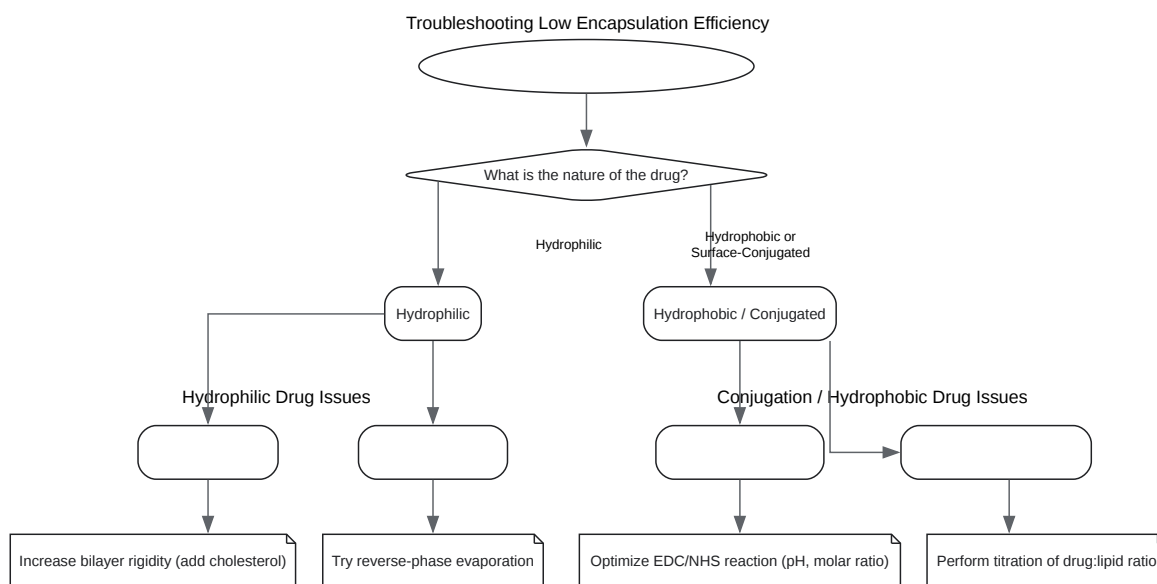 Troubleshooting Low Encapsulation Efficiency
What is the nature of the drug?
Hydrophilic
Hydrophobic or
Surface-Conjugated
Hydrophilic
Hydrophobic / Conjugated
Hydrophilic Drug Issues
Conjugation / Hydrophobic Drug Issues
Increase bilayer rigidity (add cholesterol)
Try reverse-phase evaporation
Optimize EDC/NHS reaction (pH, molar ratio)
Perform titration of drug:lipid ratio